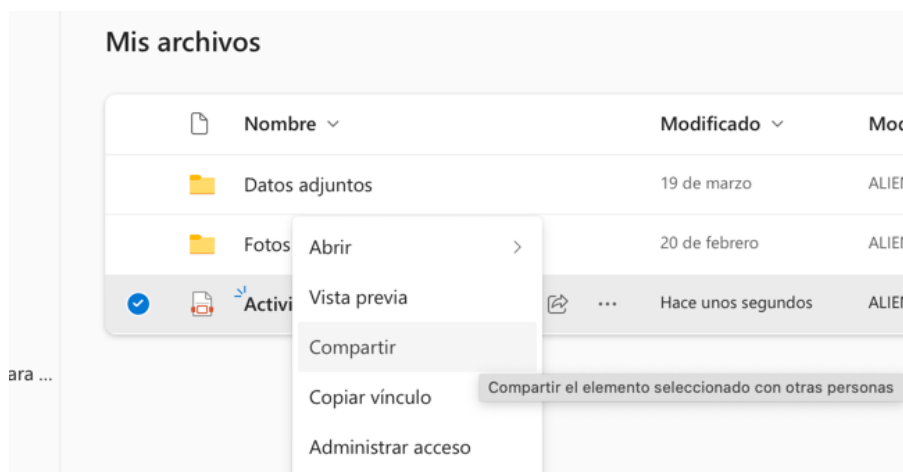 Mis archivos
Nombre Modificado Mod
Datos adjuntos 19 de marzo ALIEN
Fotos 20 de febrero ALIEN
Abrir
Activi Hace unos segundos ALIEN
Vista previa
Compartir
ara ...
Compartir el elemento seleccionado con otras personas
Copiar vínculo
Administrar acceso